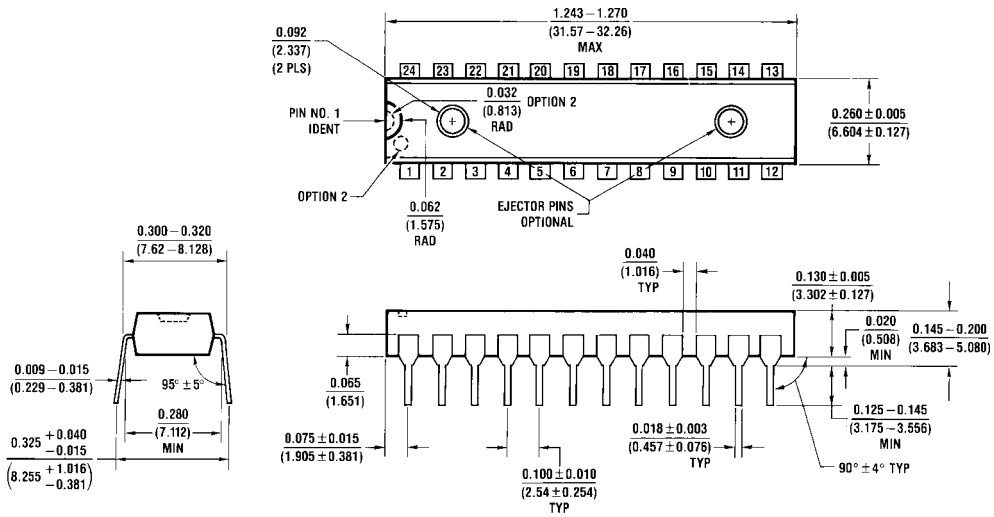 1.243 – 1.270
(31.57 – 32.26)
MAX
0.092
(2.337)
(2 PLS)
24 23 22 21 20 19 18 17 16 15 14 13
0.032
(0.813)
RAD
OPTION 2
PIN NO. 1
IDENT
0.260 ± 0.005
(6.604 ± 0.127)
1 2 3 4 5 6 7 8 9 10 11 12
OPTION 2
0.062
(1.575)
RAD
EJECTOR PINS
OPTIONAL
0.300 – 0.320
(7.62 – 8.128)
0.009 – 0.015
(0.229 – 0.381)
95° ± 5°
0.280
(7.112)
MIN
0.325 +0.040
–0.015
(8.255 +1.016
–0.381)
0.040
(1.016)
TYP
0.130 ± 0.005
(3.302 ± 0.127)
0.020
(0.508)
MIN
0.145 – 0.200
(3.683 – 5.080)
0.065
(1.651)
0.075 ± 0.015
(1.905 ± 0.381)
0.100 ± 0.010
(2.54 ± 0.254)
TYP
0.018 ± 0.003
(0.457 ± 0.076)
TYP
0.125 – 0.145
(3.175 – 3.556)
MIN
90° ± 4° TYP